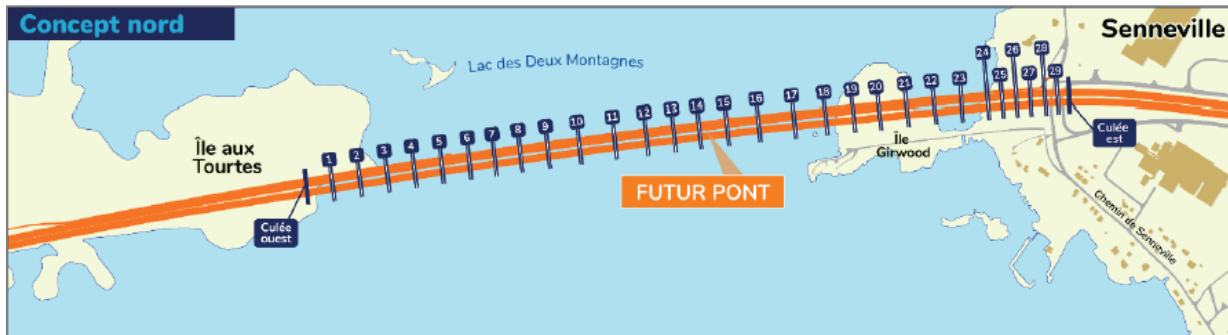 Concept nord
Senneville
Lac des Deux Montagnes
Île aux
Tourtes
Culée
ouest
1
2
3
4
5
6
7
8
9
10
11
12
13
14
15
16
17
18
19
20
21
22
23
24
25
26
27
28
29
Culée
est
Île
Girwood
FUTUR PONT
Chemin de Senneville